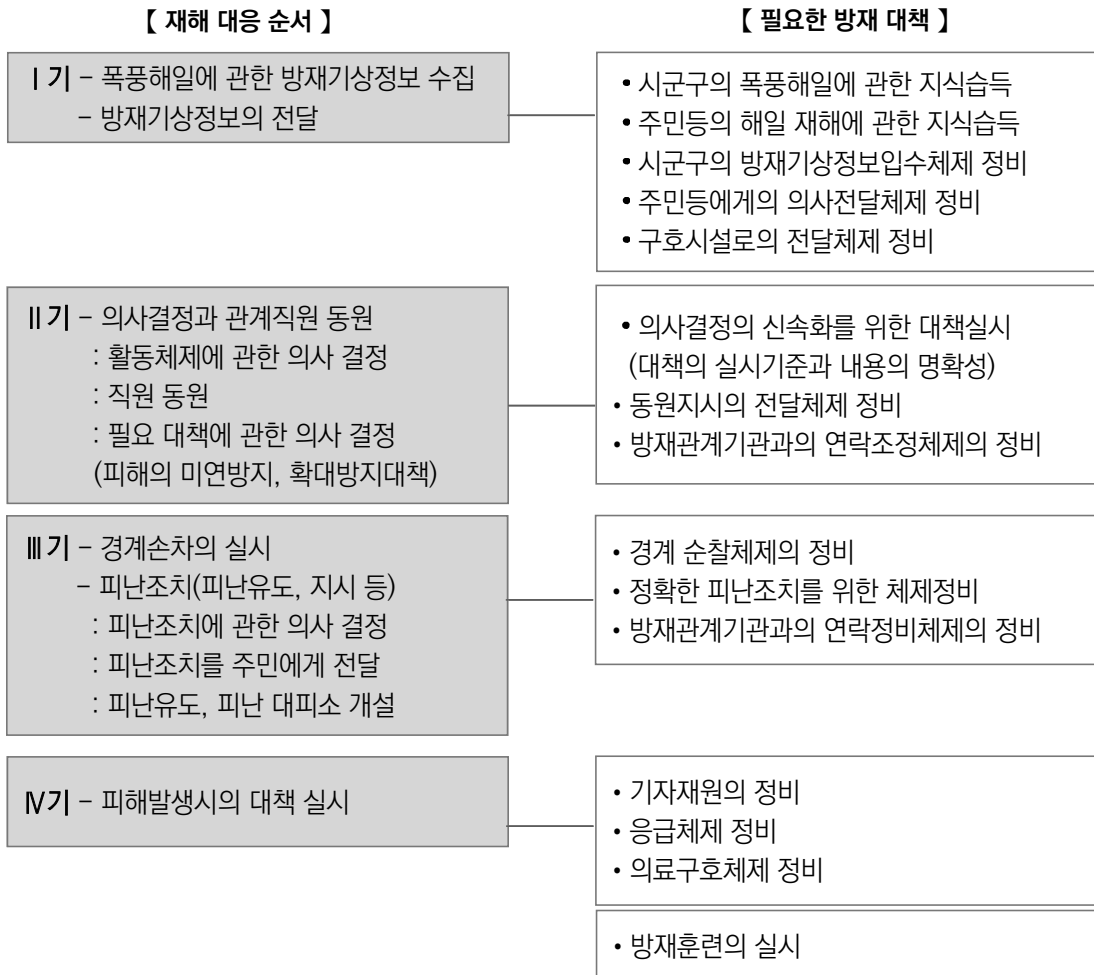 【 재해 대응 순서 】
【 필요한 방재 대책 】
Ⅰ기 – 폭풍해일에 관한 방재기상정보 수집
– 방재기상정보의 전달
• 시군구의 폭풍해일에 관한 지식습득
• 주민등의 해일 재해에 관한 지식습득
• 시군구의 방재기상정보입수체제 정비
• 주민등에게의 의사전달체제 정비
• 구호시설로의 전달체제 정비
Ⅱ기 – 의사결정과 관계직원 동원
: 활동체제에 관한 의사 결정
: 직원 동원
: 필요 대책에 관한 의사 결정
(피해의 미연방지, 확대방지대책)
• 의사결정의 신속화를 위한 대책실시
(대책의 실시기준과 내용의 명확성)
• 동원지시의 전달체제 정비
• 방재관계기관과의 연락조정체제의 정비
Ⅲ기 – 경계손차의 실시
– 피난조치(피난유도, 지시 등)
: 피난조치에 관한 의사 결정
: 피난조치를 주민에게 전달
: 피난유도, 피난 대피소 개설
• 경계 순찰체제의 정비
• 정확한 피난조치를 위한 체제정비
• 방재관계기관과의 연락정비체제의 정비
Ⅳ기 – 피해발생시의 대책 실시
• 기자재원의 정비
• 응급체제 정비
• 의료구호체제 정비
• 방재훈련의 실시